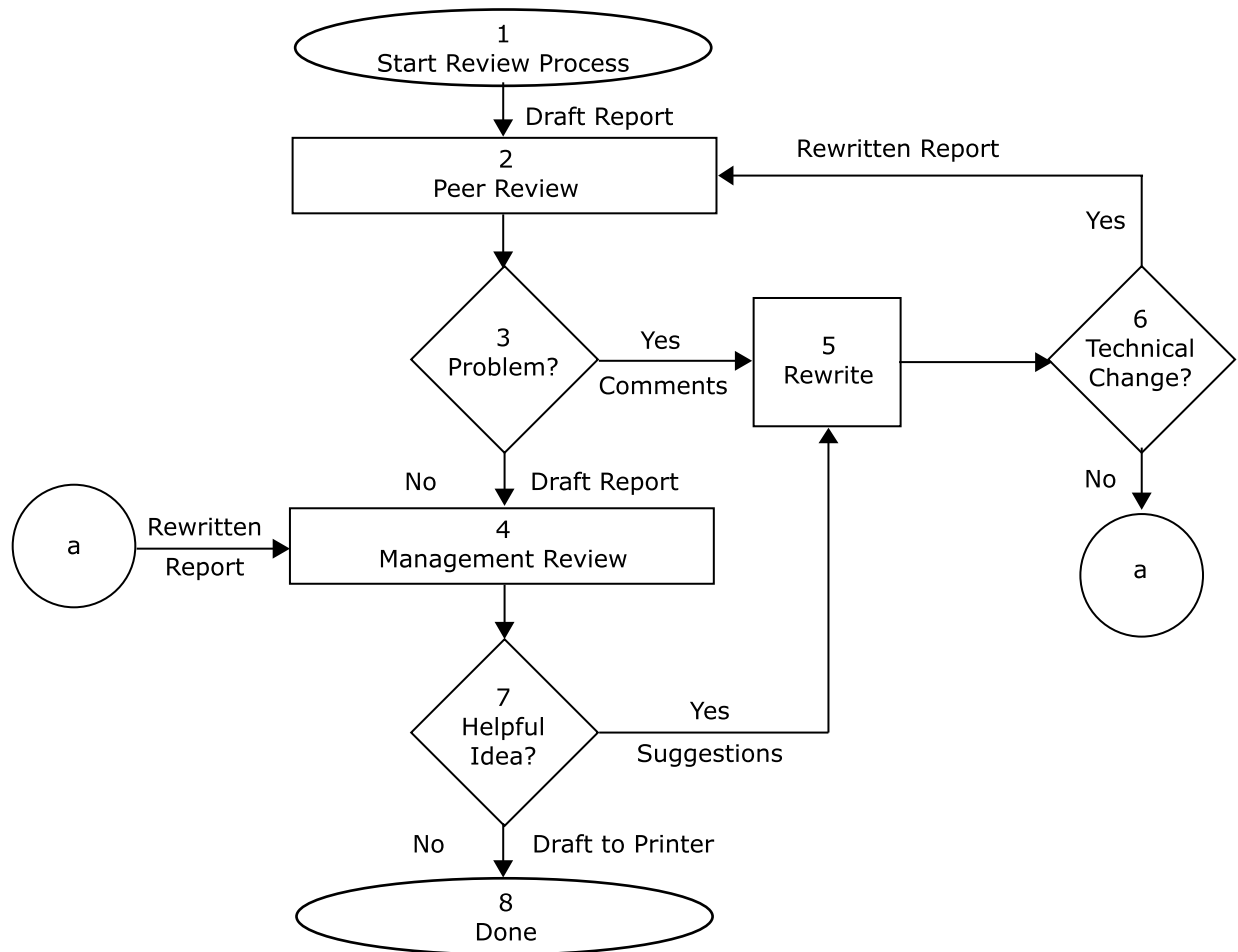 1
Start Review Process
Draft Report
2
Peer Review
Rewritten Report
Yes
3
Problem?
Yes
Comments
5
Rewrite
6
Technical
Change?
No
Draft Report
No
a
Rewritten
Report
4
Management Review
a
7
Helpful
Idea?
Yes
Suggestions
No
Draft to Printer
8
Done